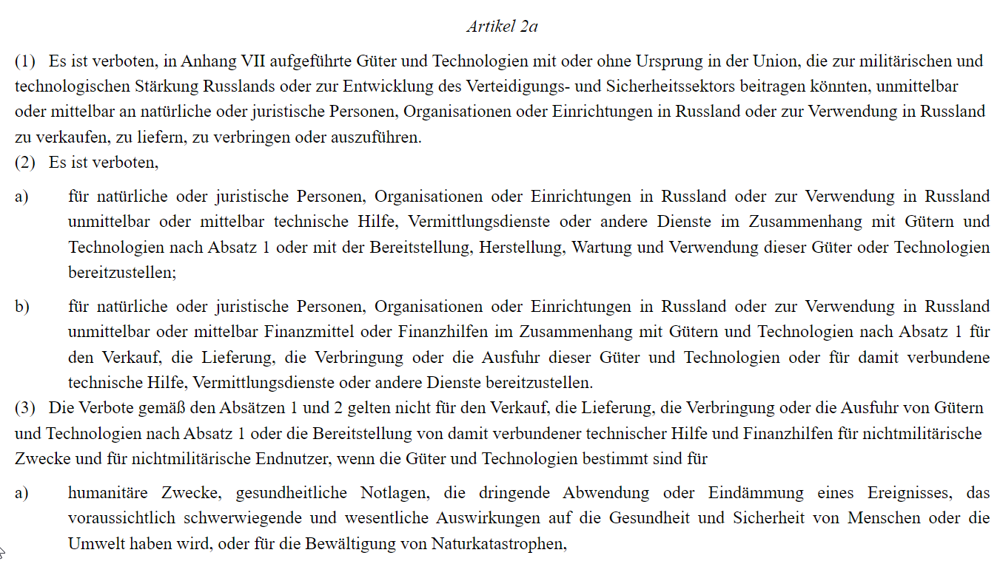 Artikel 2a
(1) Es ist verboten, in Anhang VII aufgeführte Güter und Technologien mit oder ohne Ursprung in der Union, die zur militärischen und
technologischen Stärkung Russlands oder zur Entwicklung des Verteidigungs- und Sicherheitssektors beitragen könnten, unmittelbar
oder mittelbar an natürliche oder juristische Personen, Organisationen oder Einrichtungen in Russland oder zur Verwendung in Russland
zu verkaufen, zu liefern, zu verbringen oder auszuführen.
(2) Es ist verboten,
a) für natürliche oder juristische Personen, Organisationen oder Einrichtungen in Russland oder zur Verwendung in Russland
unmittelbar oder mittelbar technische Hilfe, Vermittlungsdienste oder andere Dienste im Zusammenhang mit Gütern und
Technologien nach Absatz 1 oder mit der Bereitstellung, Herstellung, Wartung und Verwendung dieser Güter oder Technologien
bereitzustellen;
b) für natürliche oder juristische Personen, Organisationen oder Einrichtungen in Russland oder zur Verwendung in Russland
unmittelbar oder mittelbar Finanzmittel oder Finanzhilfen im Zusammenhang mit Gütern und Technologien nach Absatz 1 für
den Verkauf, die Lieferung, die Verbringung oder die Ausfuhr dieser Güter und Technologien oder für damit verbundene
technische Hilfe, Vermittlungsdienste oder andere Dienste bereitzustellen.
(3) Die Verbote gemäß den Absätzen 1 und 2 gelten nicht für den Verkauf, die Lieferung, die Verbringung oder die Ausfuhr von Gütern
und Technologien nach Absatz 1 oder die Bereitstellung von damit verbundener technischer Hilfe und Finanzhilfen für nichtmilitärische
Zwecke und für nichtmilitärische Endnutzer, wenn die Güter und Technologien bestimmt sind für
a) humanitäre Zwecke, gesundheitliche Notlagen, die dringende Abwendung oder Eindämmung eines Ereignisses, das
voraussichtlich schwerwiegende und wesentliche Auswirkungen auf die Gesundheit und Sicherheit von Menschen oder die
Umwelt haben wird, oder für die Bewältigung von Naturkatastrophen,